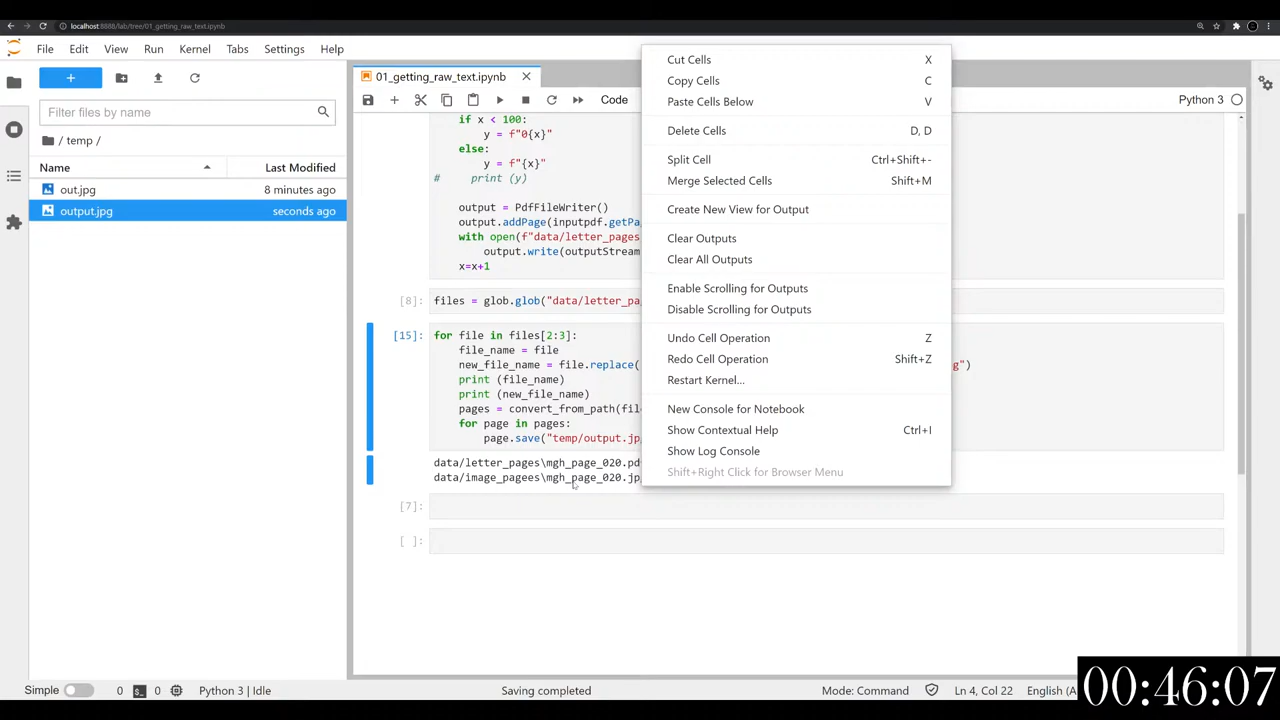 localhost:8888/lab/tree/01_getting_raw_text.ipynb
File Edit View Run Kernel Tabs Settings Help
+
Filter files by name
/ temp /
Name Last Modified
out.jpg 8 minutes ago
output.jpg seconds ago
01_getting_raw_text.ipynb
Code
Python 3
if x < 100:
y = f"0{x}"
else:
y = f"{x}"
# print (y)
output = PdfFileWriter()
output.addPage(inputpdf.getPa
with open(f"data/letter_pages
output.write(outputStream
x=x+1
[8]: files = glob.glob("data/letter_pa
[15]: for file in files[2:3]:
file_name = file
new_file_name = file.replace( g")
print (file_name)
print (new_file_name)
pages = convert_from_path(fil
for page in pages:
page.save("temp/output.jp
data/letter_pages\mgh_page_020.pd
data/image_pagees\mgh_page_020.jp
[7]:
[ ]:
Cut Cells X
Copy Cells C
Paste Cells Below V
Delete Cells D, D
Split Cell Ctrl+Shift+-
Merge Selected Cells Shift+M
Create New View for Output
Clear Outputs
Clear All Outputs
Enable Scrolling for Outputs
Disable Scrolling for Outputs
Undo Cell Operation Z
Redo Cell Operation Shift+Z
Restart Kernel…
New Console for Notebook
Show Contextual Help Ctrl+I
Show Log Console
Shift+Right Click for Browser Menu
Simple 0 0 Python 3 | Idle Saving completed Mode: Command Ln 4, Col 22 English (A
00:46:07